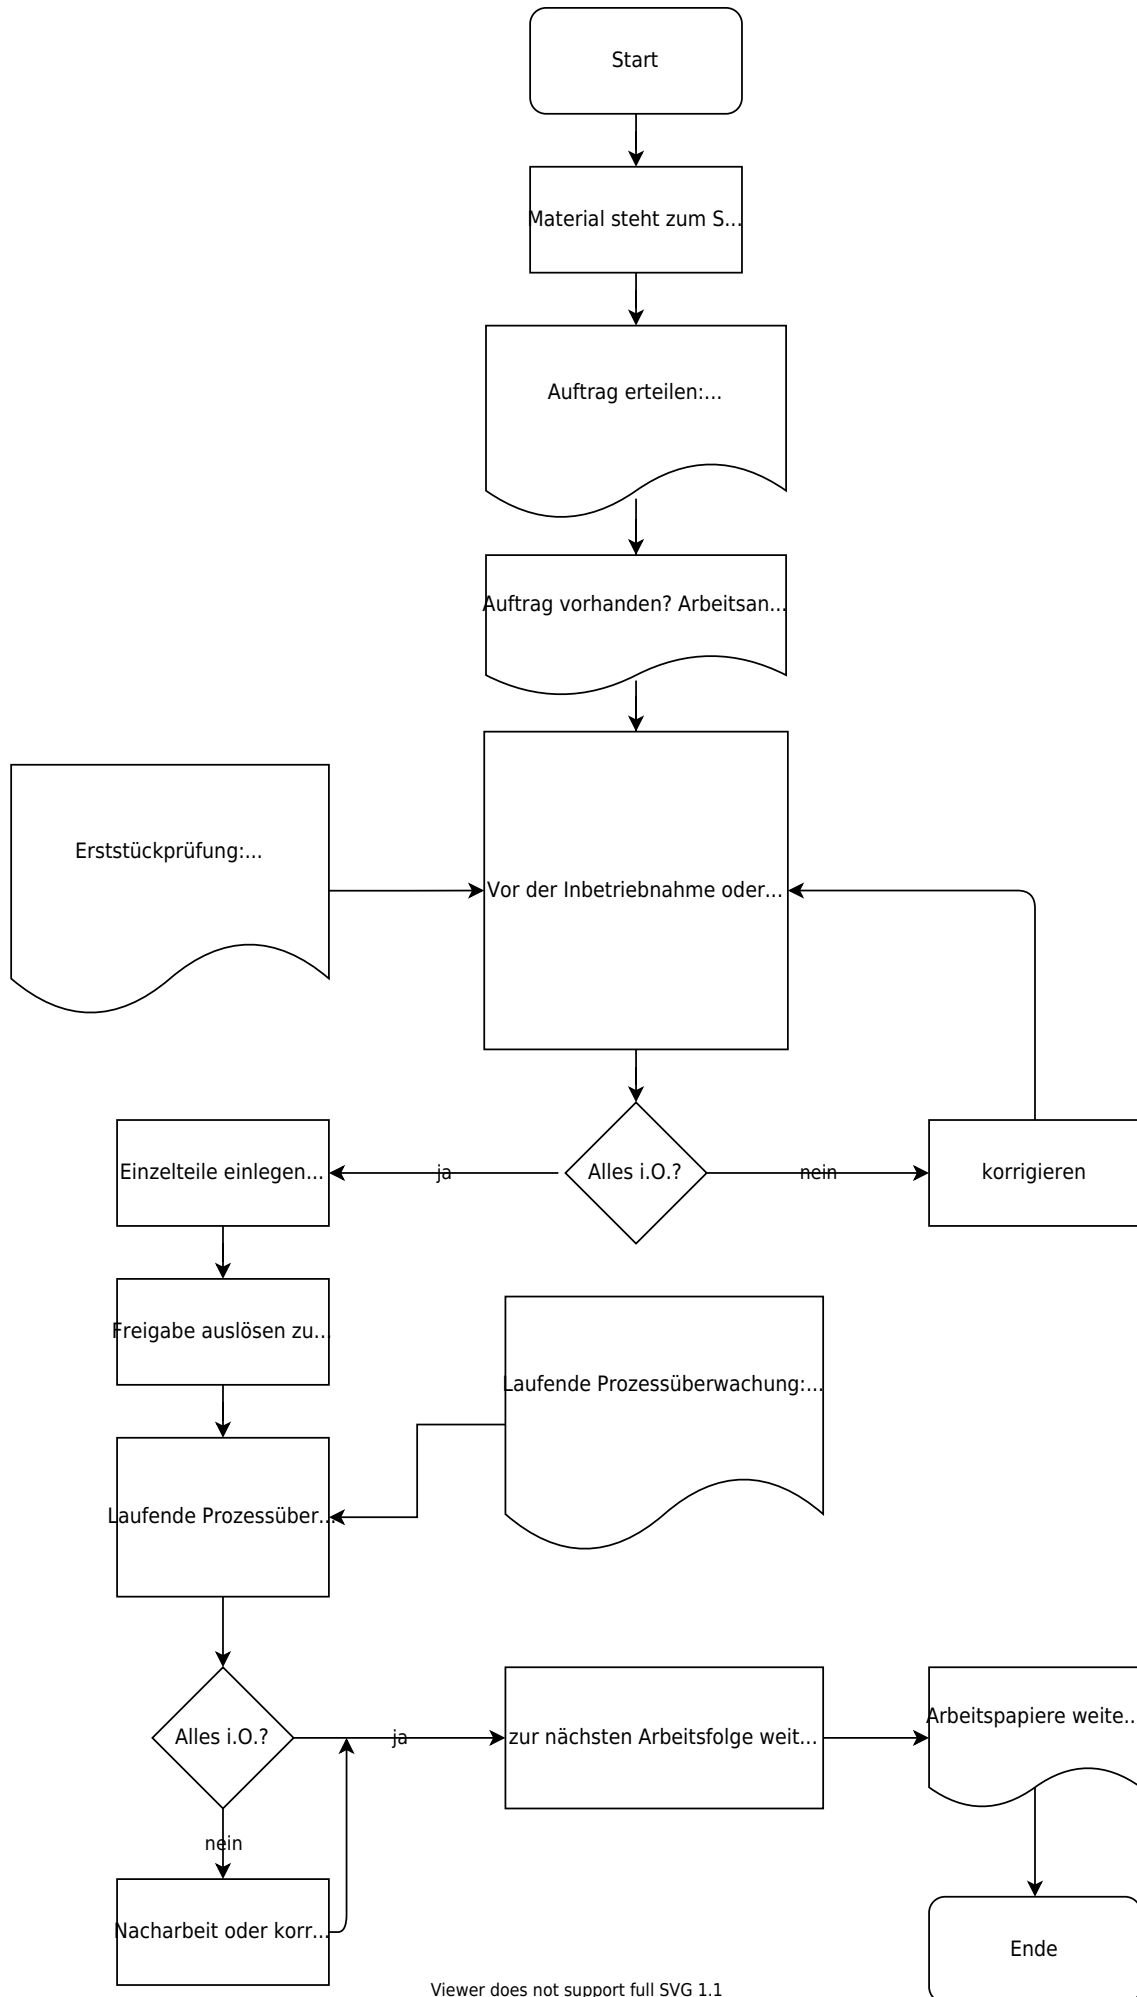 Start
Material steht zum S...
Auftrag erteilen:...
Auftrag vorhanden? Arbeitsan...
Erststückprüfung:...
Vor der Inbetriebnahme oder...
Einzelteile einlegen...
ja
Alles i.O.?
nein
korrigieren
Freigabe auslösen zu...
Laufende Prozessüberwachung:...
Laufende Prozessüber...
Alles i.O.?
ja
zur nächsten Arbeitsfolge weit...
Arbeitspapiere weite...
nein
Nacharbeit oder korr...
Ende
Viewer does not support full SVG 1.1